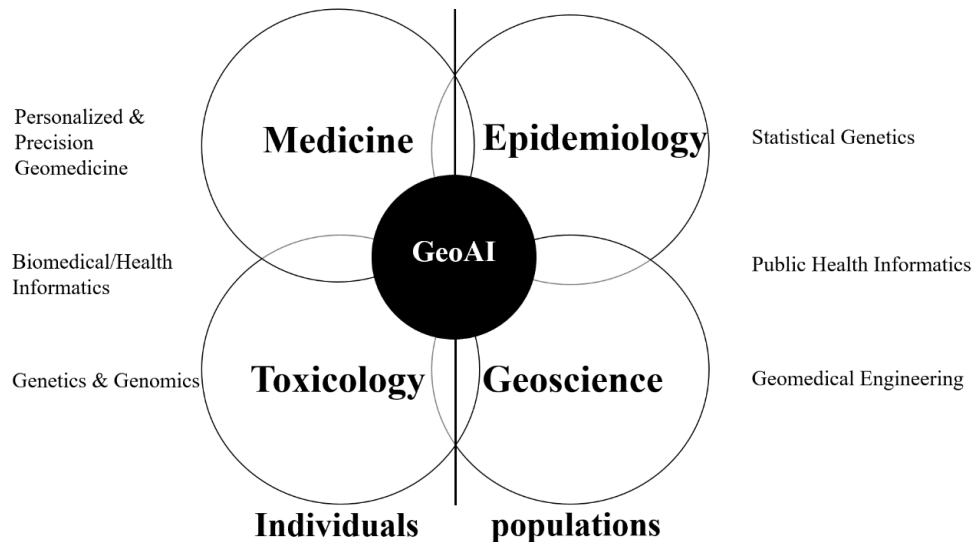 Personalized &
Precision
Geomedicine
Medicine
Epidemiology
Statistical Genetics
Biomedical/Health
Informatics
GeoAI
Public Health Informatics
Genetics & Genomics
Toxicology
Geoscience
Geomedical Engineering
Individuals
populations